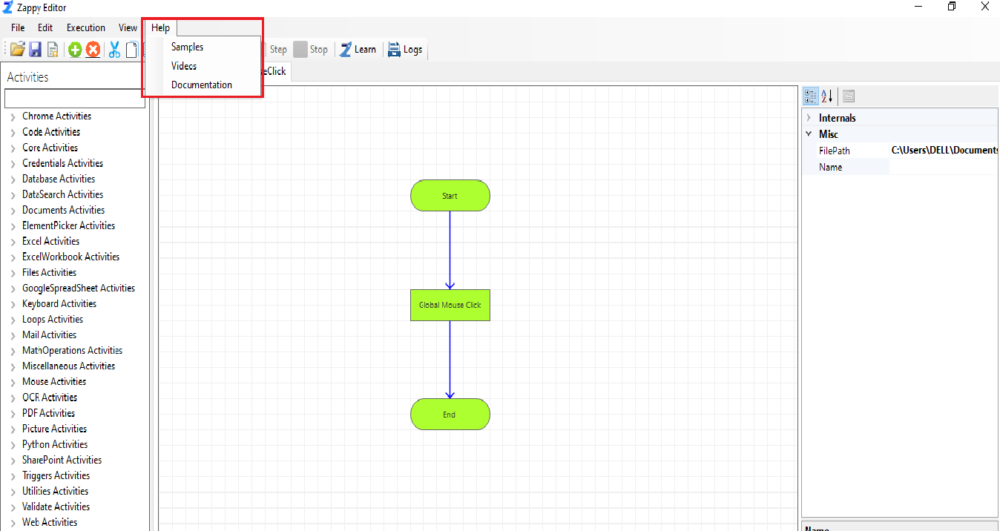 Zappy Editor
File Edit Execution View Help
Samples
Videos
Documentation
Step Stop Learn Logs
Click
Activities
Chrome Activities
Code Activities
Core Activities
Credentials Activities
Database Activities
DataSearch Activities
Documents Activities
ElementPicker Activities
Excel Activities
ExcelWorkbook Activities
Files Activities
GoogleSpreadSheet Activities
Keyboard Activities
Loops Activities
Mail Activities
MathOperations Activities
Miscellaneous Activities
Mouse Activities
OCR Activities
PDF Activities
Picture Activities
Python Activities
SharePoint Activities
Triggers Activities
Utilities Activities
Validate Activities
Web Activities
Start
Global Mouse Click
End
Internals
Misc
FilePath C:\Users\DELL\Documents
Name
Name